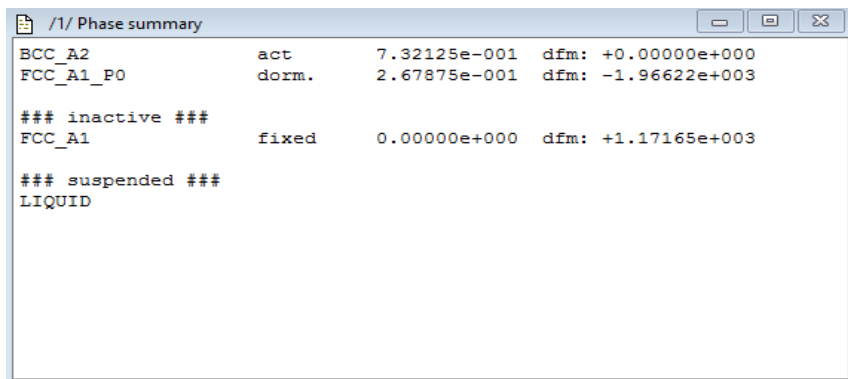 /1/ Phase summary
BCC_A2 act 7.32125e-001 dfm: +0.00000e+000
FCC_A1_P0 dorm. 2.67875e-001 dfm: -1.96622e+003
### inactive ###
FCC_A1 fixed 0.00000e+000 dfm: +1.17165e+003
### suspended ###
LIQUID